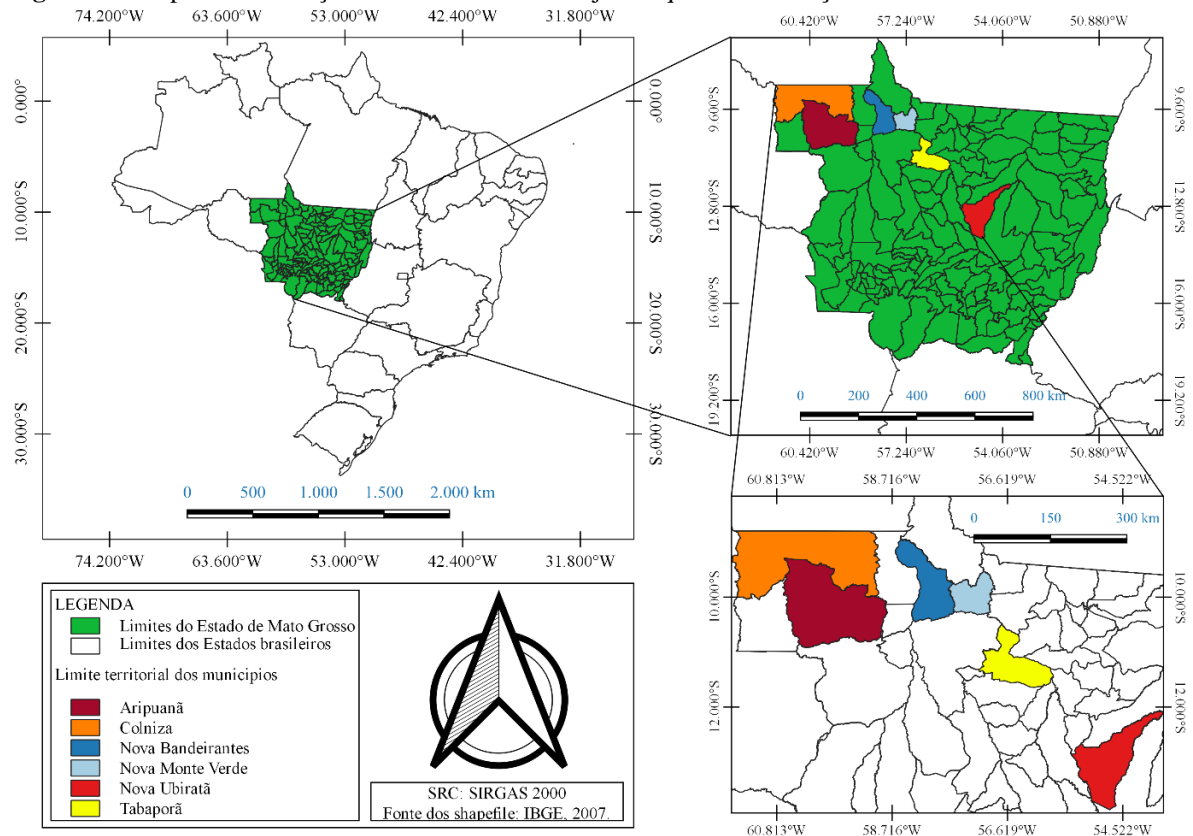 74.200°W 63.600°W 53.000°W 42.400°W 31.800°W
0.000° 10.000°S 20.000°S 30.000°S
0.000° 10.000°S 20.000°S 30.000°S
0 500 1.000 1.500 2.000 km
74.200°W 63.600°W 53.000°W 42.400°W 31.800°W
60.420°W 57.240°W 54.060°W 50.880°W
9.600°S 12.800°S 16.000°S 19.200°S
9.600°S 12.800°S 16.000°S 19.200°S
0 200 400 600 800 km
60.420°W 57.240°W 54.060°W 50.880°W
60.813°W 58.716°W 56.619°W 54.522°W
0 150 300 km
10.000°S 12.000°S
10.000°S 12.000°S
60.813°W 58.716°W 56.619°W 54.522°W
LEGENDA
Limites do Estado de Mato Grosso
Limites dos Estados brasileiros
Limite territorial dos municipios
Aripuanã
Colniza
Nova Bandeirantes
Nova Monte Verde
Nova Ubiratã
Tabaporã
SRC: SIRGAS 2000
Fonte dos shapefile: IBGE, 2007.